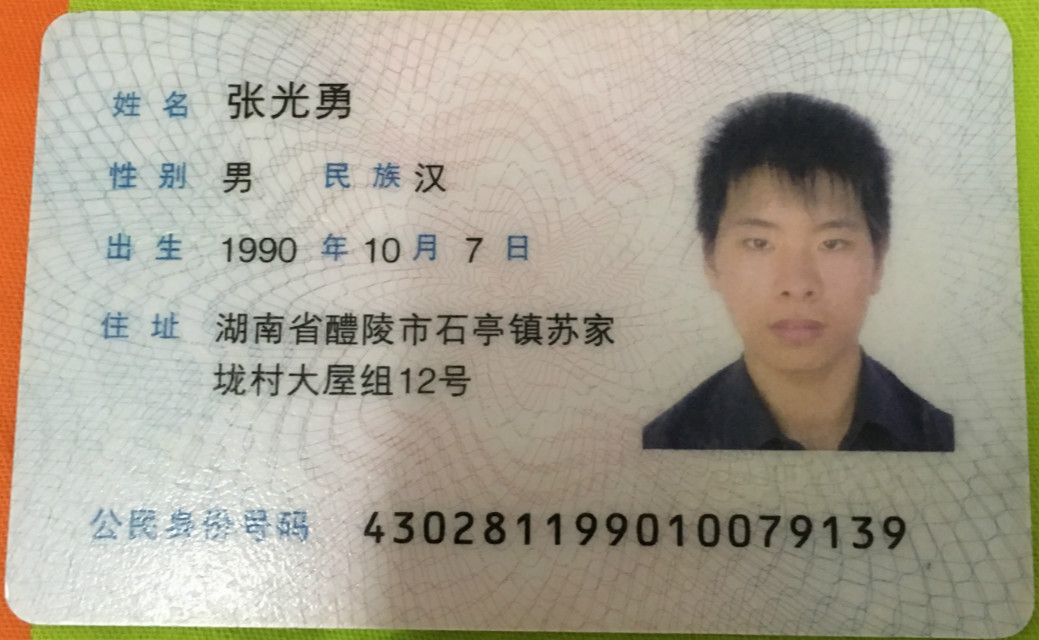 姓名 张光勇
性别 男 民族 汉
出生 1990 年 10 月 7 日
住址 湖南省醴陵市石亭镇苏家
垅村大屋组12号
公民身份号码 430281199010079139